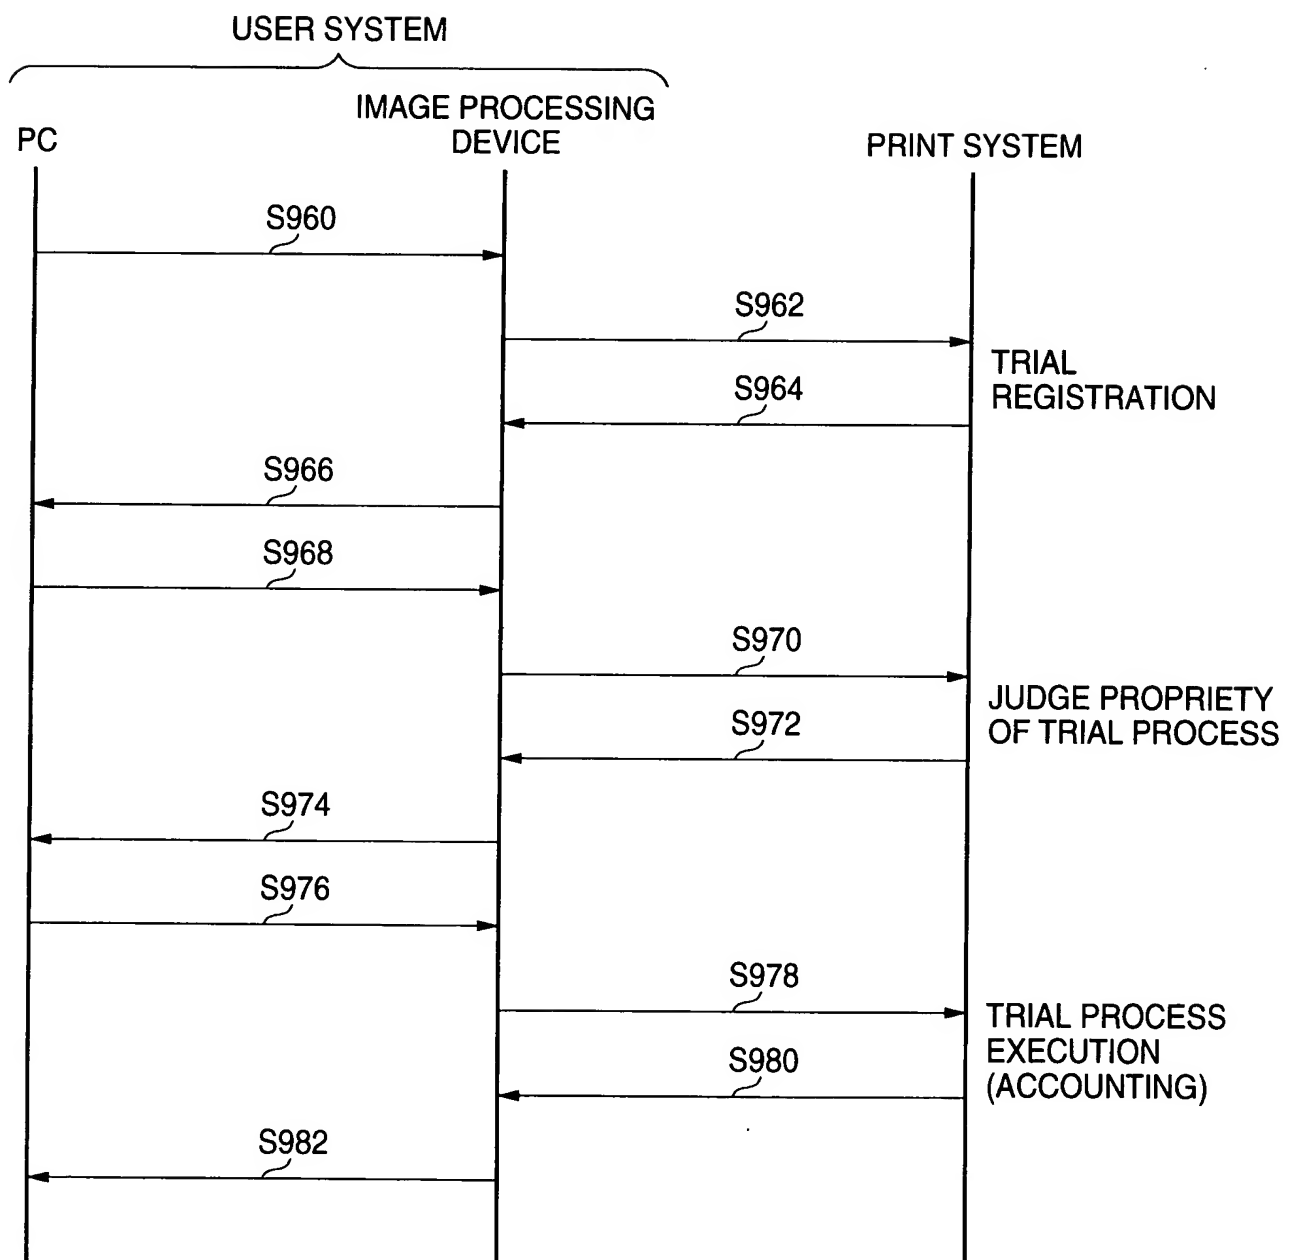 USER SYSTEM
IMAGE PROCESSING
DEVICE
PC
PRINT SYSTEM
S960
S962
TRIAL
REGISTRATION
S964
S966
S968
S970
JUDGE PROPRIETY
OF TRIAL PROCESS
S972
S974
S976
S978
TRIAL PROCESS
EXECUTION
(ACCOUNTING)
S980
S982